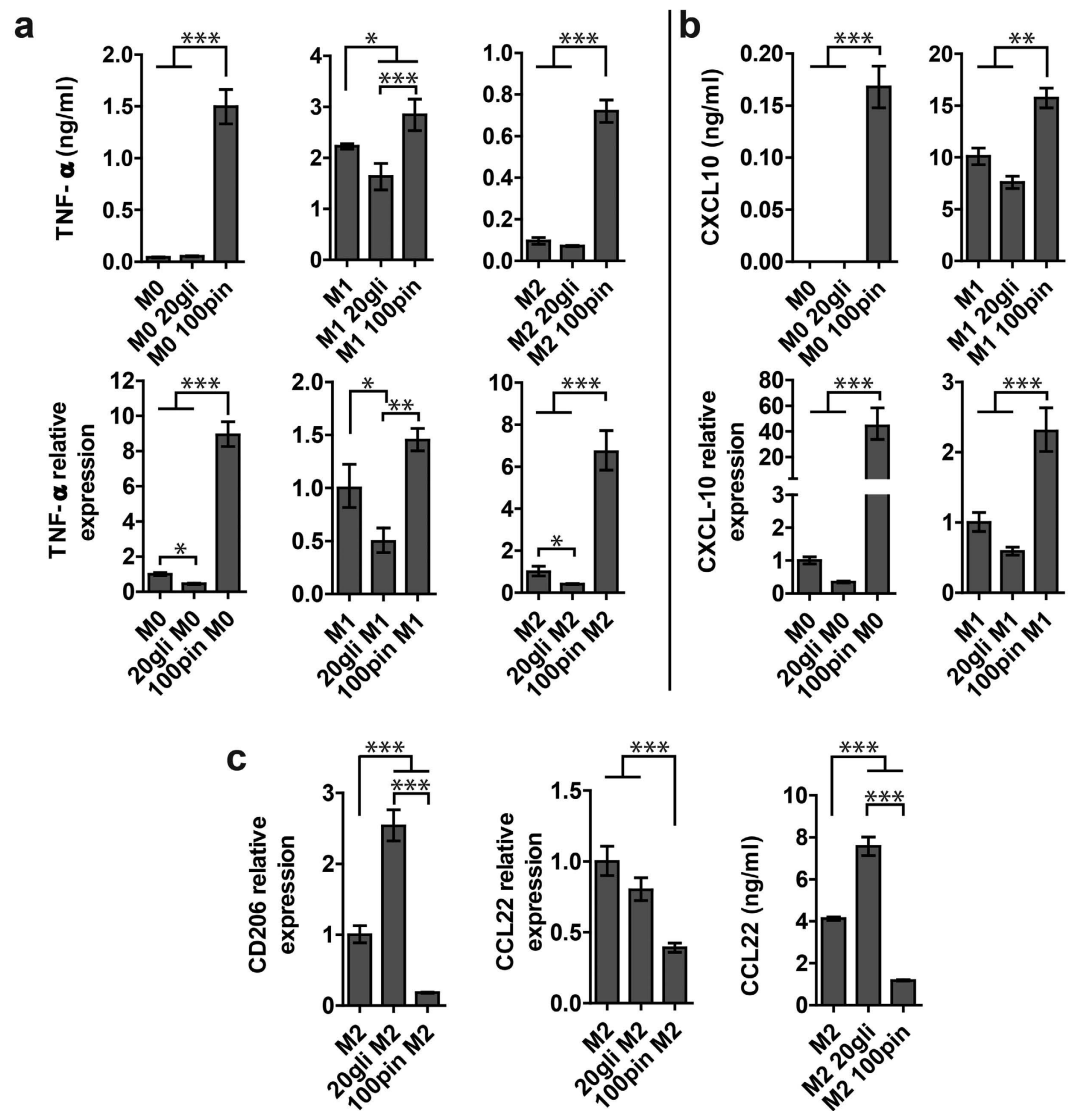 a
TNF-α (ng/ml)
2.0
1.5
1.0
0.5
0.0
***
M0
M0 20gli
M0 100pin
4
3
2
1
0
*
***
M1
M1 20gli
M1 100pin
1.0
0.8
0.6
0.4
0.2
0.0
***
M2
M2 20gli
M2 100pin
TNF-α relative
expression
12
10
8
6
4
2
0
***
*
M0
20gli M0
100pin M0
2.0
1.5
1.0
0.5
0.0
*
**
M1
20gli M1
100pin M1
10
8
6
4
2
0
***
*
M2
20gli M2
100pin M2
b
CXCL10 (ng/ml)
0.20
0.15
0.10
0.05
0.00
***
M0
M0 20gli
M0 100pin
20
15
10
5
0
**
M1
M1 20gli
M1 100pin
CXCL-10 relative
expression
80
60
40
20
3
2
1
0
***
M0
20gli M0
100pin M0
3
2
1
0
***
M1
20gli M1
100pin M1
c
CD206 relative
expression
3
2
1
0
***
***
M2
20gli M2
100pin M2
CCL22 relative
expression
1.5
1.0
0.5
0.0
***
M2
20gli M2
100pin M2
CCL22 (ng/ml)
10
8
6
4
2
0
***
***
M2
M2 20gli
M2 100pin